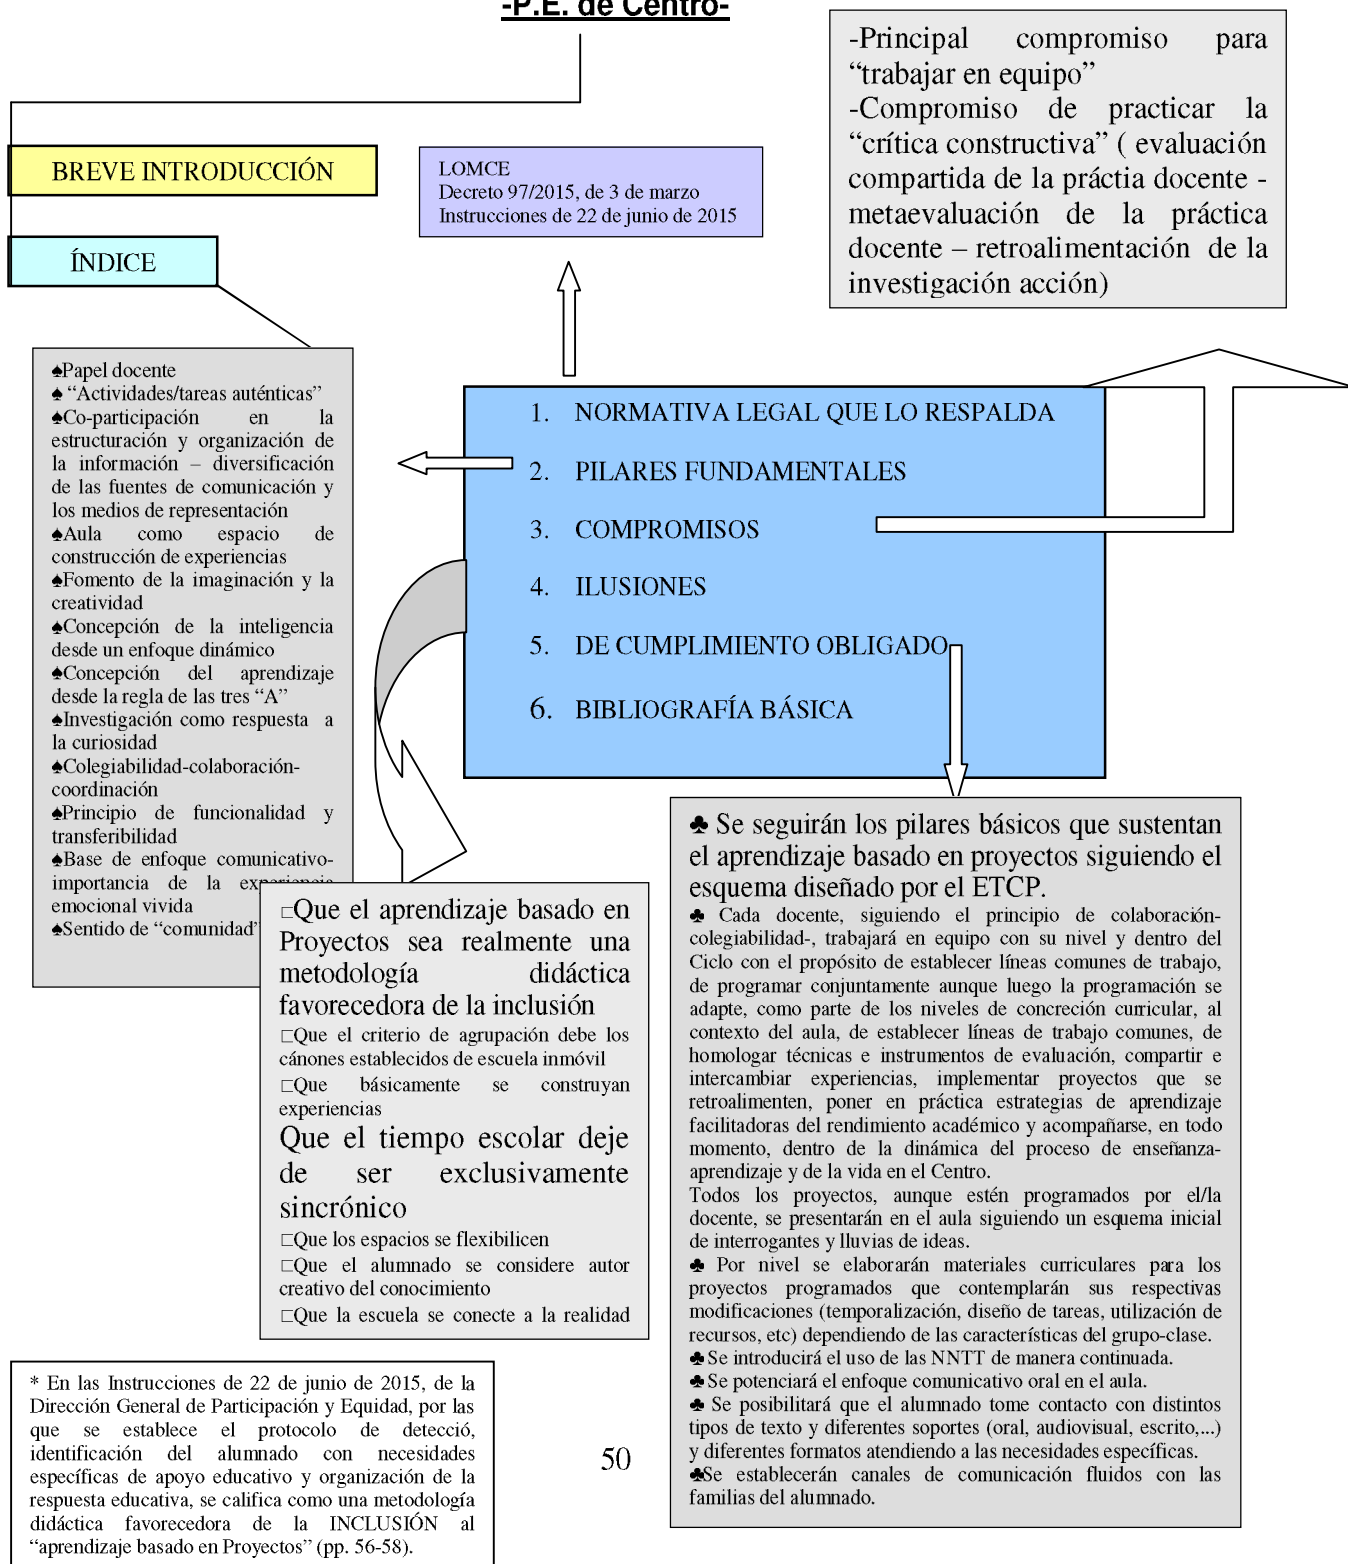 -P.E. de Centro-
-Principal compromiso para
“trabajar en equipo”
-Compromiso de practicar la
“crítica constructiva” ( evaluación
compartida de la práctia docente -
metaevaluación de la práctica
docente – retroalimentación de la
investigación acción)
BREVE INTRODUCCIÓN
LOMCE
Decreto 97/2015, de 3 de marzo
Instrucciones de 22 de junio de 2015
ÍNDICE
♠Papel docente
♠ “Actividades/tareas auténticas”
♠Co-participación en la
estructuración y organización de
la información – diversificación
de las fuentes de comunicación y
los medios de representación
♠Aula como espacio de
construcción de experiencias
♠Fomento de la imaginación y la
creatividad
♠Concepción de la inteligencia
desde un enfoque dinámico
♠Concepción del aprendizaje
desde la regla de las tres “A”
♠Investigación como respuesta a
la curiosidad
♠Colegiabilidad-colaboración-
coordinación
♠Principio de funcionalidad y
transferibilidad
♠Base de enfoque comunicativo-
importancia de la experiencia
emocional vivida
♠Sentido de “comunidad”
1. NORMATIVA LEGAL QUE LO RESPALDA
2. PILARES FUNDAMENTALES
3. COMPROMISOS
4. ILUSIONES
5. DE CUMPLIMIENTO OBLIGADO
6. BIBLIOGRAFÍA BÁSICA
□Que el aprendizaje basado en
Proyectos sea realmente una
metodología didáctica
favorecedora de la inclusión
□Que el criterio de agrupación debe los
cánones establecidos de escuela inmóvil
□Que básicamente se construyan
experiencias
Que el tiempo escolar deje
de ser exclusivamente
sincrónico
□Que los espacios se flexibilicen
□Que el alumnado se considere autor
creativo del conocimiento
□Que la escuela se conecte a la realidad
♣ Se seguirán los pilares básicos que sustentan
el aprendizaje basado en proyectos siguiendo el
esquema diseñado por el ETCP.
♣ Cada docente, siguiendo el principio de colaboración-
colegiabilidad-, trabajará en equipo con su nivel y dentro del
Ciclo con el propósito de establecer líneas comunes de trabajo,
de programar conjuntamente aunque luego la programación se
adapte, como parte de los niveles de concreción curricular, al
contexto del aula, de establecer líneas de trabajo comunes, de
homologar técnicas e instrumentos de evaluación, compartir e
intercambiar experiencias, implementar proyectos que se
retroalimenten, poner en práctica estrategias de aprendizaje
facilitadoras del rendimiento académico y acompañarse, en todo
momento, dentro de la dinámica del proceso de enseñanza-
aprendizaje y de la vida en el Centro.
Todos los proyectos, aunque estén programados por el/la
docente, se presentarán en el aula siguiendo un esquema inicial
de interrogantes y lluvias de ideas.
♣ Por nivel se elaborarán materiales curriculares para los
proyectos programados que contemplarán sus respectivas
modificaciones (temporalización, diseño de tareas, utilización de
recursos, etc) dependiendo de las características del grupo-clase.
♣ Se introducirá el uso de las NNTT de manera continuada.
♣ Se potenciará el enfoque comunicativo oral en el aula.
♣ Se posibilitará que el alumnado tome contacto con distintos
tipos de texto y diferentes soportes (oral, audiovisual, escrito,...)
y diferentes formatos atendiendo a las necesidades específicas.
♣Se establecerán canales de comunicación fluidos con las
familias del alumnado.
* En las Instrucciones de 22 de junio de 2015, de la
Dirección General de Participación y Equidad, por las
que se establece el protocolo de detecció,
identificación del alumnado con necesidades
específicas de apoyo educativo y organización de la
respuesta educativa, se califica como una metodología
didáctica favorecedora de la INCLUSIÓN al
“aprendizaje basado en Proyectos” (pp. 56-58).
50